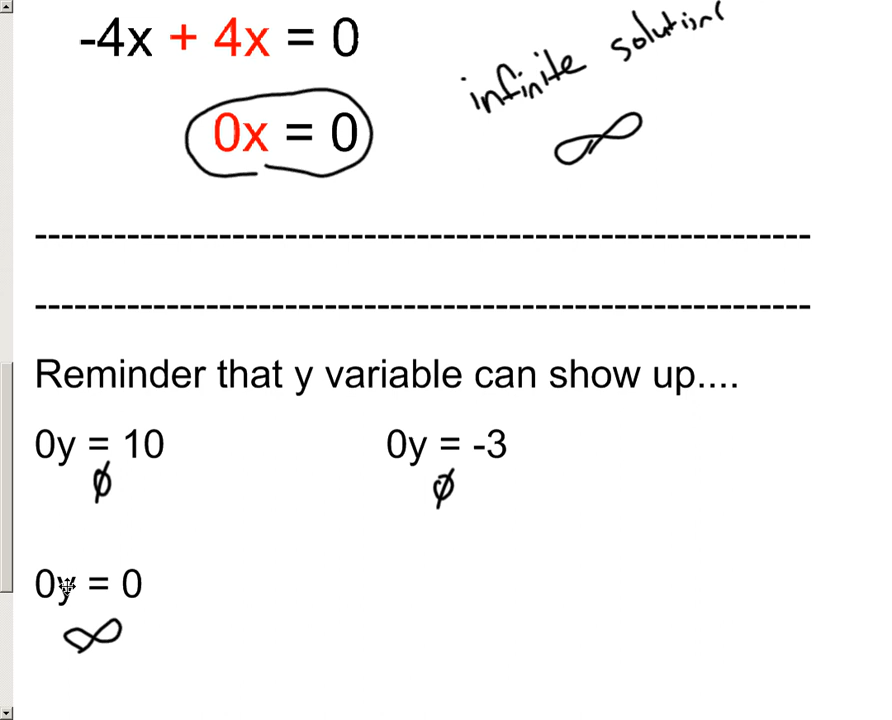 -4x + 4x = 0
infinite solutions
0x = 0
∞
------------------------------------------------------------
------------------------------------------------------------
Reminder that y variable can show up....
0y = 10 0y = -3
∅ ∅
0y = 0
∞